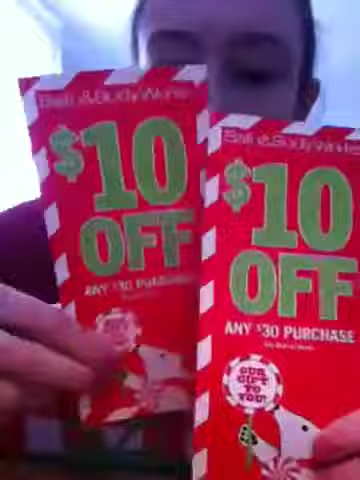 Bath & Body Works
$10
OFF
ANY $30 PURCHASE
Bath & Body Works
$10
OFF
ANY $30 PURCHASE
OUR
GIFT
TO
YOU!